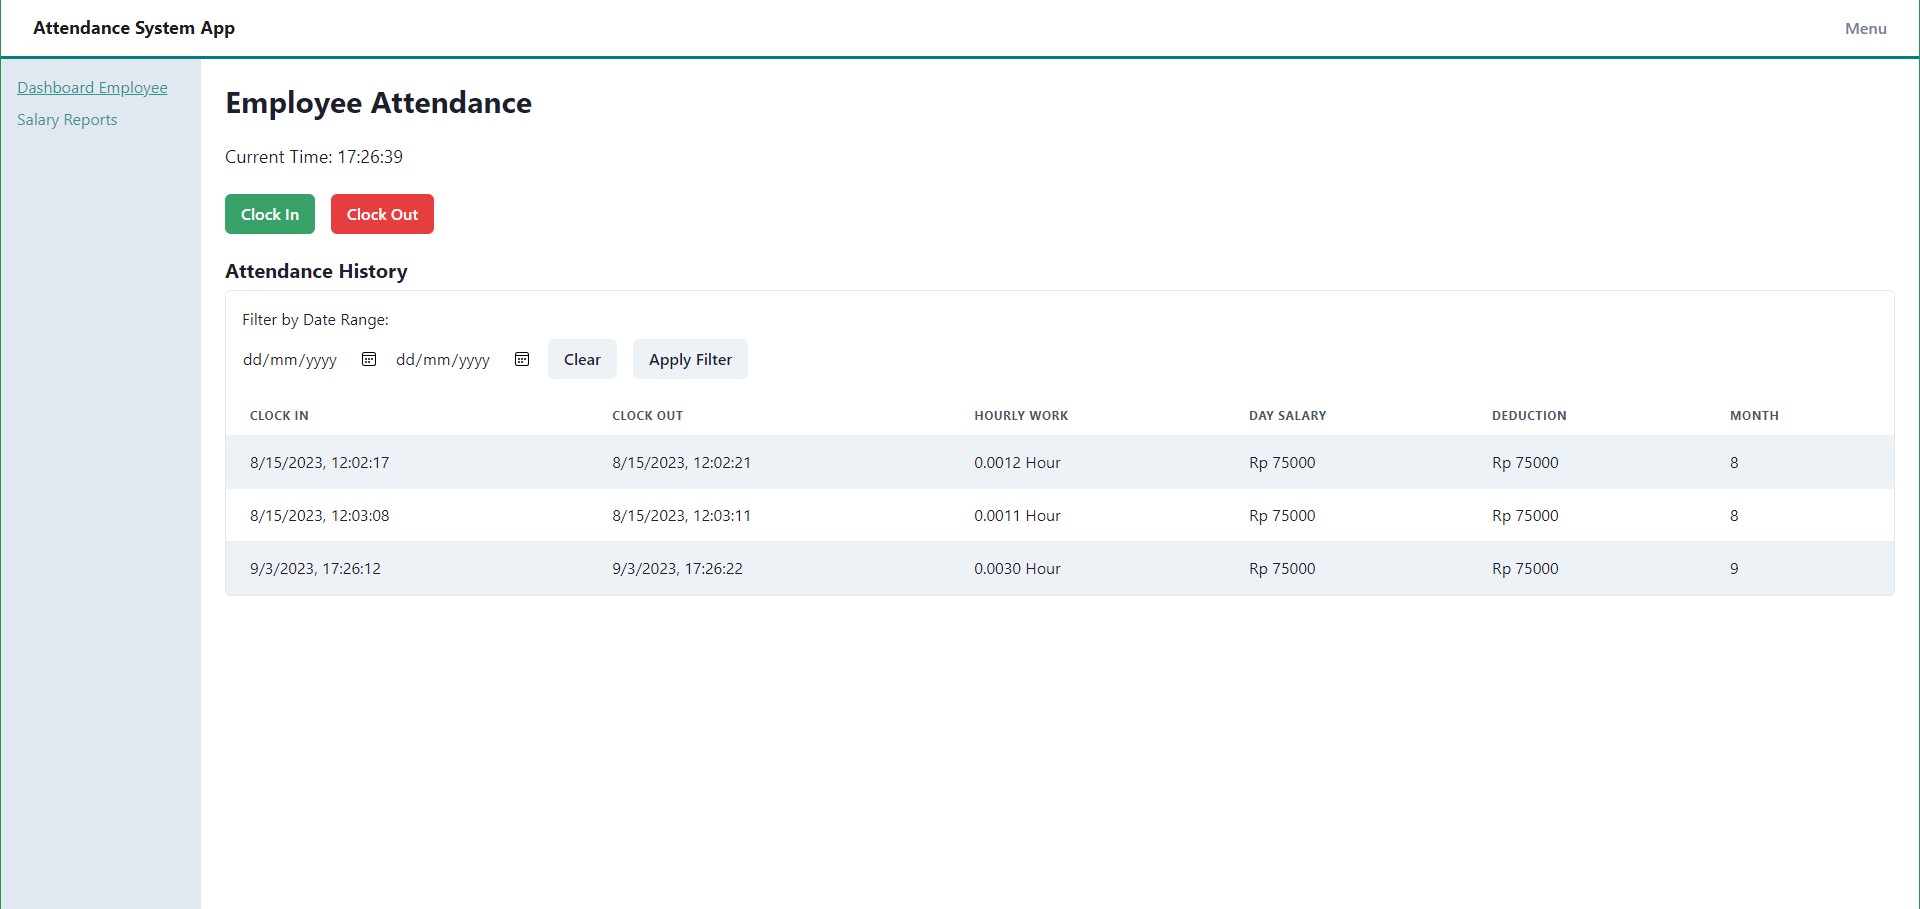 Attendance System App
Menu
Dashboard Employee
Salary Reports
Employee Attendance
Current Time: 17:26:39
Clock In Clock Out
Attendance History
Filter by Date Range:
dd/mm/yyyy dd/mm/yyyy Clear Apply Filter
CLOCK IN CLOCK OUT HOURLY WORK DAY SALARY DEDUCTION MONTH
8/15/2023, 12:02:17 8/15/2023, 12:02:21 0.0012 Hour Rp 75000 Rp 75000 8
8/15/2023, 12:03:08 8/15/2023, 12:03:11 0.0011 Hour Rp 75000 Rp 75000 8
9/3/2023, 17:26:12 9/3/2023, 17:26:22 0.0030 Hour Rp 75000 Rp 75000 9